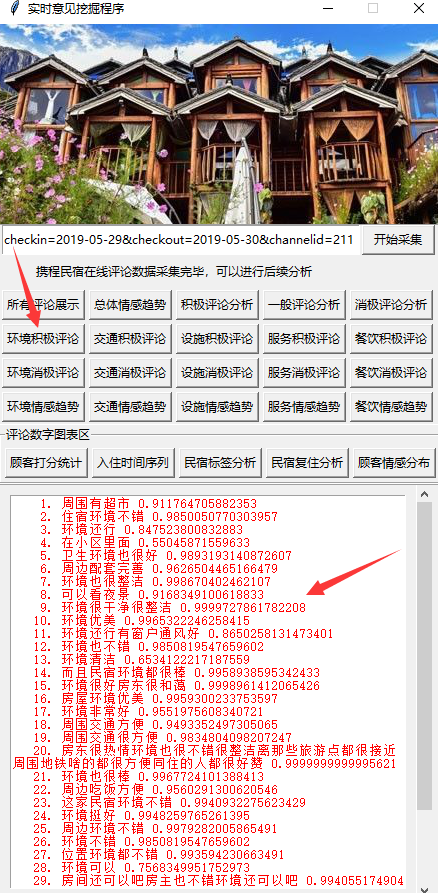 实时意见挖掘程序
checkin=2019-05-29&checkout=2019-05-30&channelid=211 开始采集
携程民宿在线评论数据采集完毕，可以进行后续分析
所有评论展示 总体情感趋势 积极评论分析 一般评论分析 消极评论分析
环境积极评论 交通积极评论 设施积极评论 服务积极评论 餐饮积极评论
环境消极评论 交通消极评论 设施消极评论 服务消极评论 餐饮消极评论
环境情感趋势 交通情感趋势 设施情感趋势 服务情感趋势 餐饮情感趋势
评论数字图表区
顾客打分统计 入住时间序列 民宿标签分析 民宿复住分析 顾客情感分布
1. 周围有超市 0.911764705882353
2. 住宿环境不错 0.985005077030395​7
3. 环境还行 0.847523800832883
4. 在小区里面 0.55045871559633
5. 卫生环境也很好 0.9893193140872607
6. 周边配套完善 0.9626504465166479
7. 环境也很整洁 0.998670402462107
8. 可以看夜景 0.9168349100618833
9. 环境很干净很整洁 0.9999727861782208
10. 环境优美 0.9965322246258415
11. 环境还行有窗户通风好 0.8650258131473401
12. 环境也不错 0.9850819547659602
13. 环境清洁 0.6534122217187559
14. 而且民宿环境都很棒 0.9958938595342433
15. 环境很好房东很和蔼 0.9998961412065426
16. 房屋环境优美 0.9959300233753597
17. 环境非常好 0.9551975608340721
18. 周围交通方便 0.9493352497305065
19. 周围交通很方便 0.9834804098207247
20. 房东很热情环境也很不错很整洁离那些旅游点都很接近
周围地铁啥的都很方便同住的人都很好赞 0.9999999999995621
21. 环境也很棒 0.9967724101388413
22. 周边吃饭方便 0.9560291300620546
23. 这家民宿环境不错 0.9940932275623429
24. 环境挺好 0.9948259765261395
25. 周边环境不错 0.9979282005865491
26. 环境不错 0.9850819547659602
27. 位置环境都不错 0.993594230663491
28. 环境可以 0.7568349951752973
29. 房间还可以吧房主也不错环境还可以吧 0.994055174904